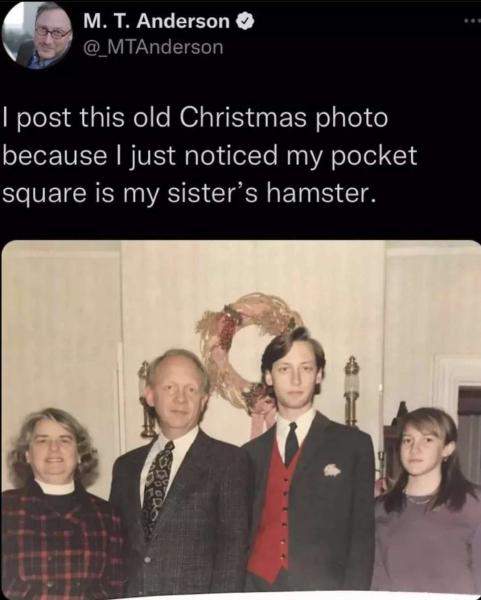 M. T. Anderson
@_MTAnderson
I post this old Christmas photo
because I just noticed my pocket
square is my sister’s hamster.